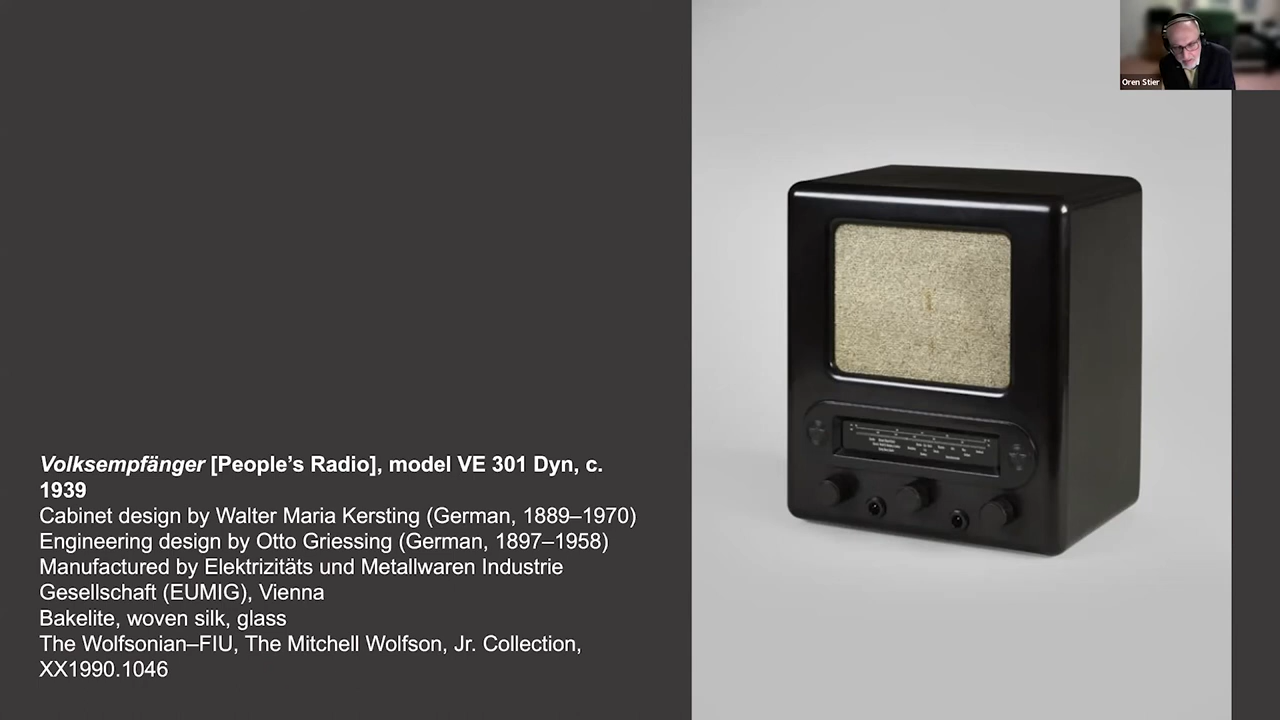 Oren Stier
Volksempfänger [People's Radio], model VE 301 Dyn, c.
1939
Cabinet design by Walter Maria Kersting (German, 1889–1970)
Engineering design by Otto Griessing (German, 1897–1958)
Manufactured by Elektrizitäts und Metallwaren Industrie
Gesellschaft (EUMIG), Vienna
Bakelite, woven silk, glass
The Wolfsonian–FIU, The Mitchell Wolfson, Jr. Collection,
XX1990.1046